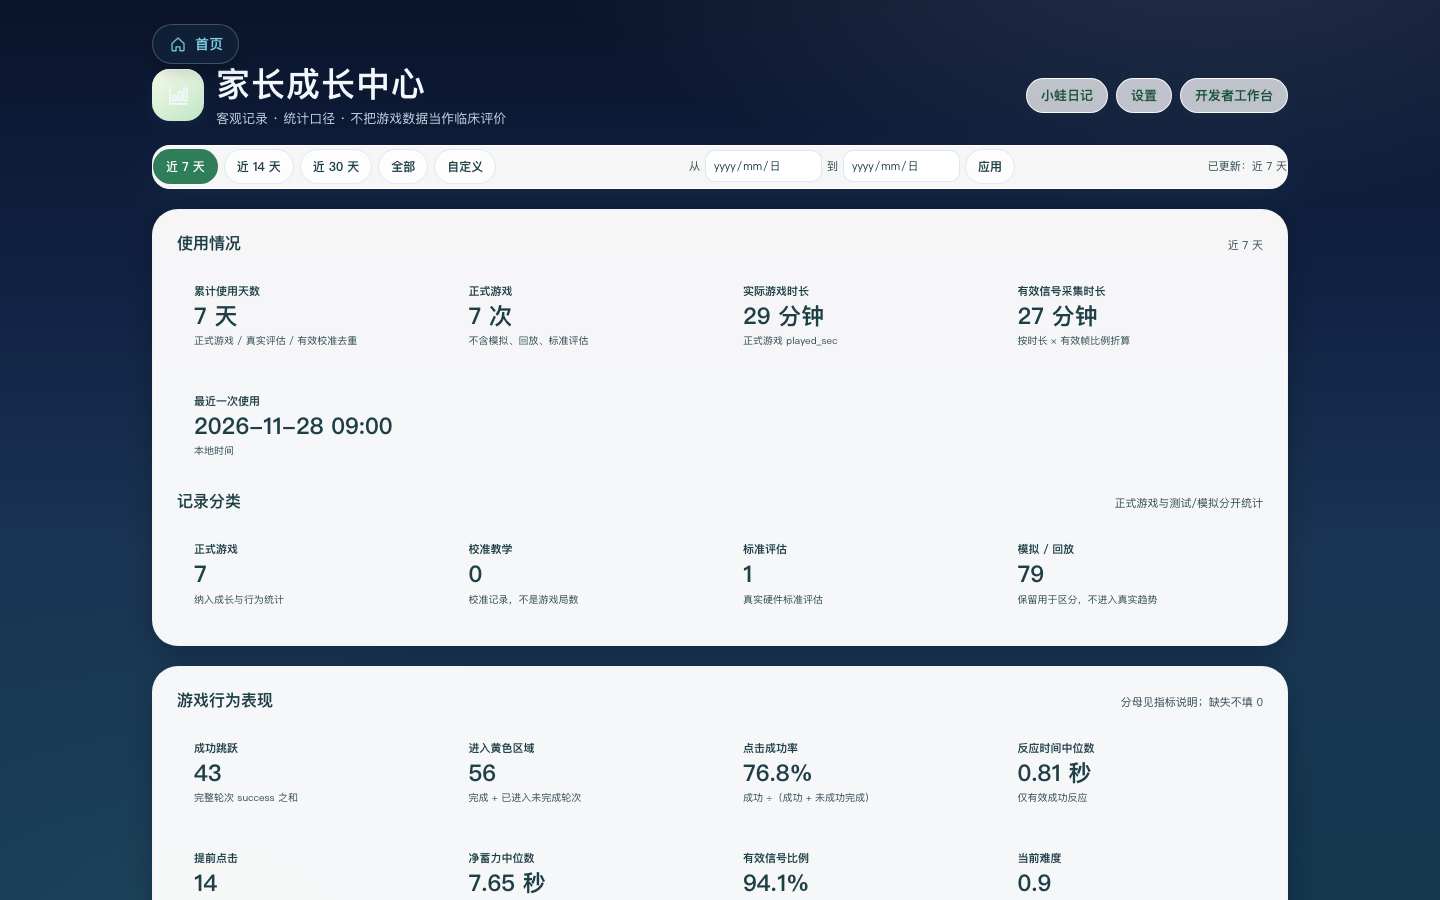 首页
家长成长中心
客观记录 · 统计口径 · 不把游戏数据当作临床评价
小蛙日记 设置 开发者工作台
近 7 天 近 14 天 近 30 天 全部 自定义 从 yyyy/mm/日 到 yyyy/mm/日 应用 已更新：近 7 天
使用情况 近 7 天
累计使用天数 正式游戏 实际游戏时长 有效信号采集时长
7 天 7 次 29 分钟 27 分钟
正式游戏 / 真实评估 / 有效校准去重 不含模拟、回放、标准评估 正式游戏 played_sec 按时长 × 有效帧比例折算
最近一次使用
2026-11-28 09:00
本地时间
记录分类 正式游戏与测试/模拟分开统计
正式游戏 校准教学 标准评估 模拟 / 回放
7 0 1 79
纳入成长与行为统计 校准记录，不是游戏局数 真实硬件标准评估 保留用于区分，不进入真实趋势
游戏行为表现 分母见指标说明；缺失不填 0
成功跳跃 进入黄色区域 点击成功率 反应时间中位数
43 56 76.8% 0.81 秒
完整轮次 success 之和 完成 + 已进入未完成轮次 成功 ÷（成功 + 未成功完成） 仅有效成功反应
提前点击 净蓄力中位数 有效信号比例 当前难度
14 7.65 秒 94.1% 0.9